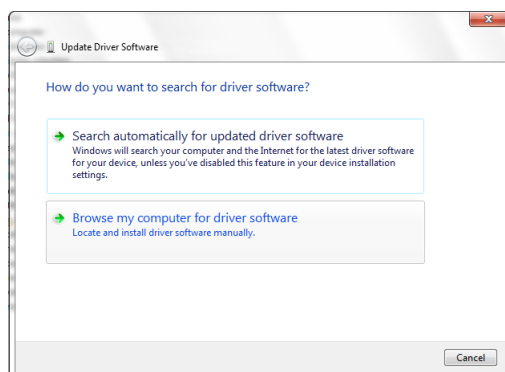 Update Driver Software
How do you want to search for driver software?
Search automatically for updated driver software
Windows will search your computer and the Internet for the latest driver software
for your device, unless you've disabled this feature in your device installation
settings.
Browse my computer for driver software
Locate and install driver software manually.
Cancel